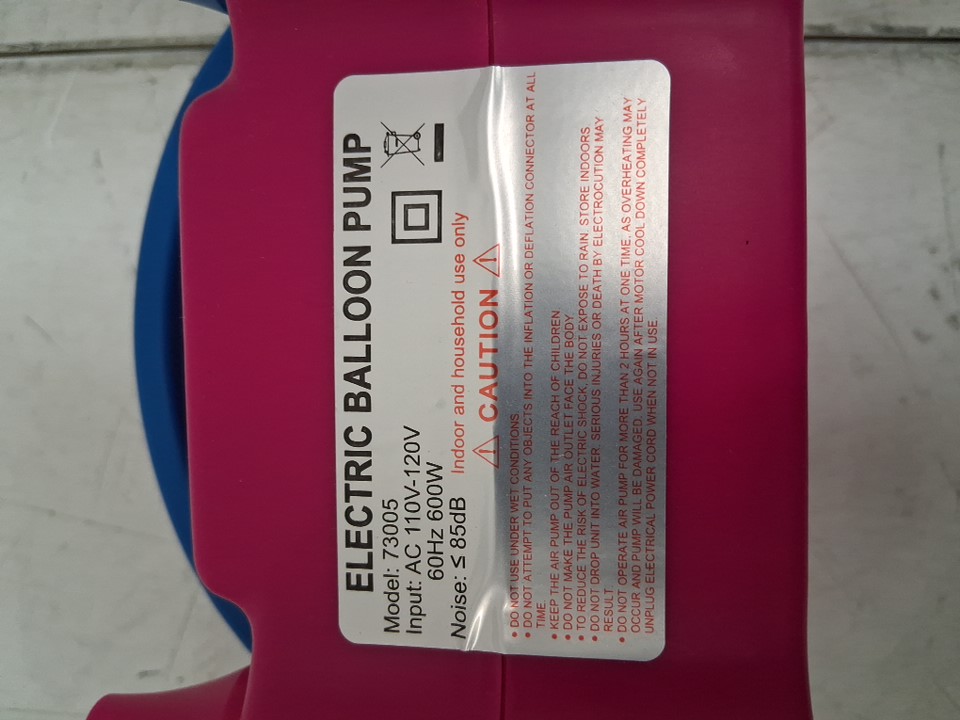 ELECTRIC BALLOON PUMP
Model: 73005
Input: AC 110V-120V
60Hz 600W
Noise: ≤ 85dB
Indoor and household use only
CAUTION
• DO NOT USE UNDER WET CONDITIONS.
• DO NOT ATTEMPT TO PUT ANY OBJECTS INTO THE INFLATION OR DEFLATION CONNECTOR AT ALL
TIME.
• KEEP THE AIR PUMP OUT OF THE REACH OF CHILDREN
• DO NOT MAKE THE PUMP AIR OUTLET FACE THE BODY
• TO REDUCE THE RISK OF ELECTRIC SHOCK, DO NOT EXPOSE TO RAIN. STORE INDOORS
• DO NOT DROP UNIT INTO WATER. SERIOUS INJURIES OR DEATH BY ELECTROCUTION MAY
RESULT
• DO NOT OPERATE AIR PUMP FOR MORE THAN 2 HOURS AT ONE TIME, AS OVERHEATING MAY
OCCUR AND PUMP WILL BE DAMAGED. USE AGAIN AFTER MOTOR COOL DOWN COMPLETELY
UNPLUG ELECTRICAL POWER CORD WHEN NOT IN USE